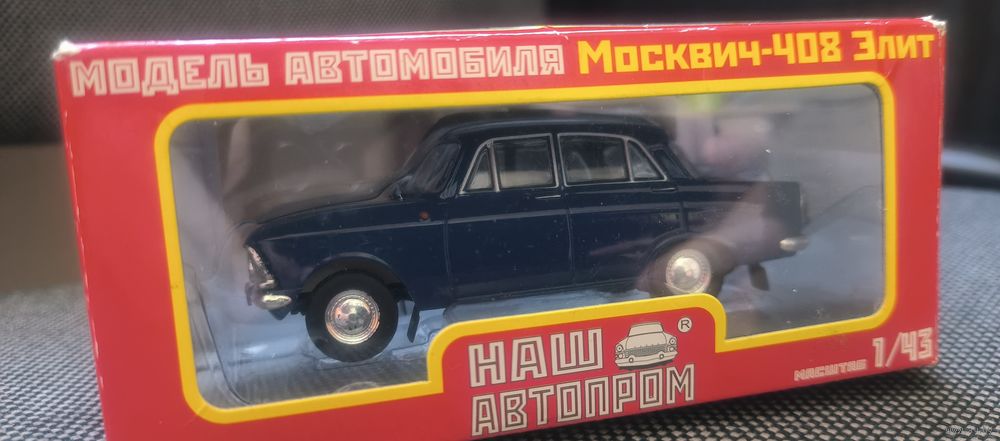 МОДЕЛЬ АВТОМОБИЛЯ Москвич-408 Элит
НАШ ®
АВТОПРОМ
МАСШТАБ 1/43